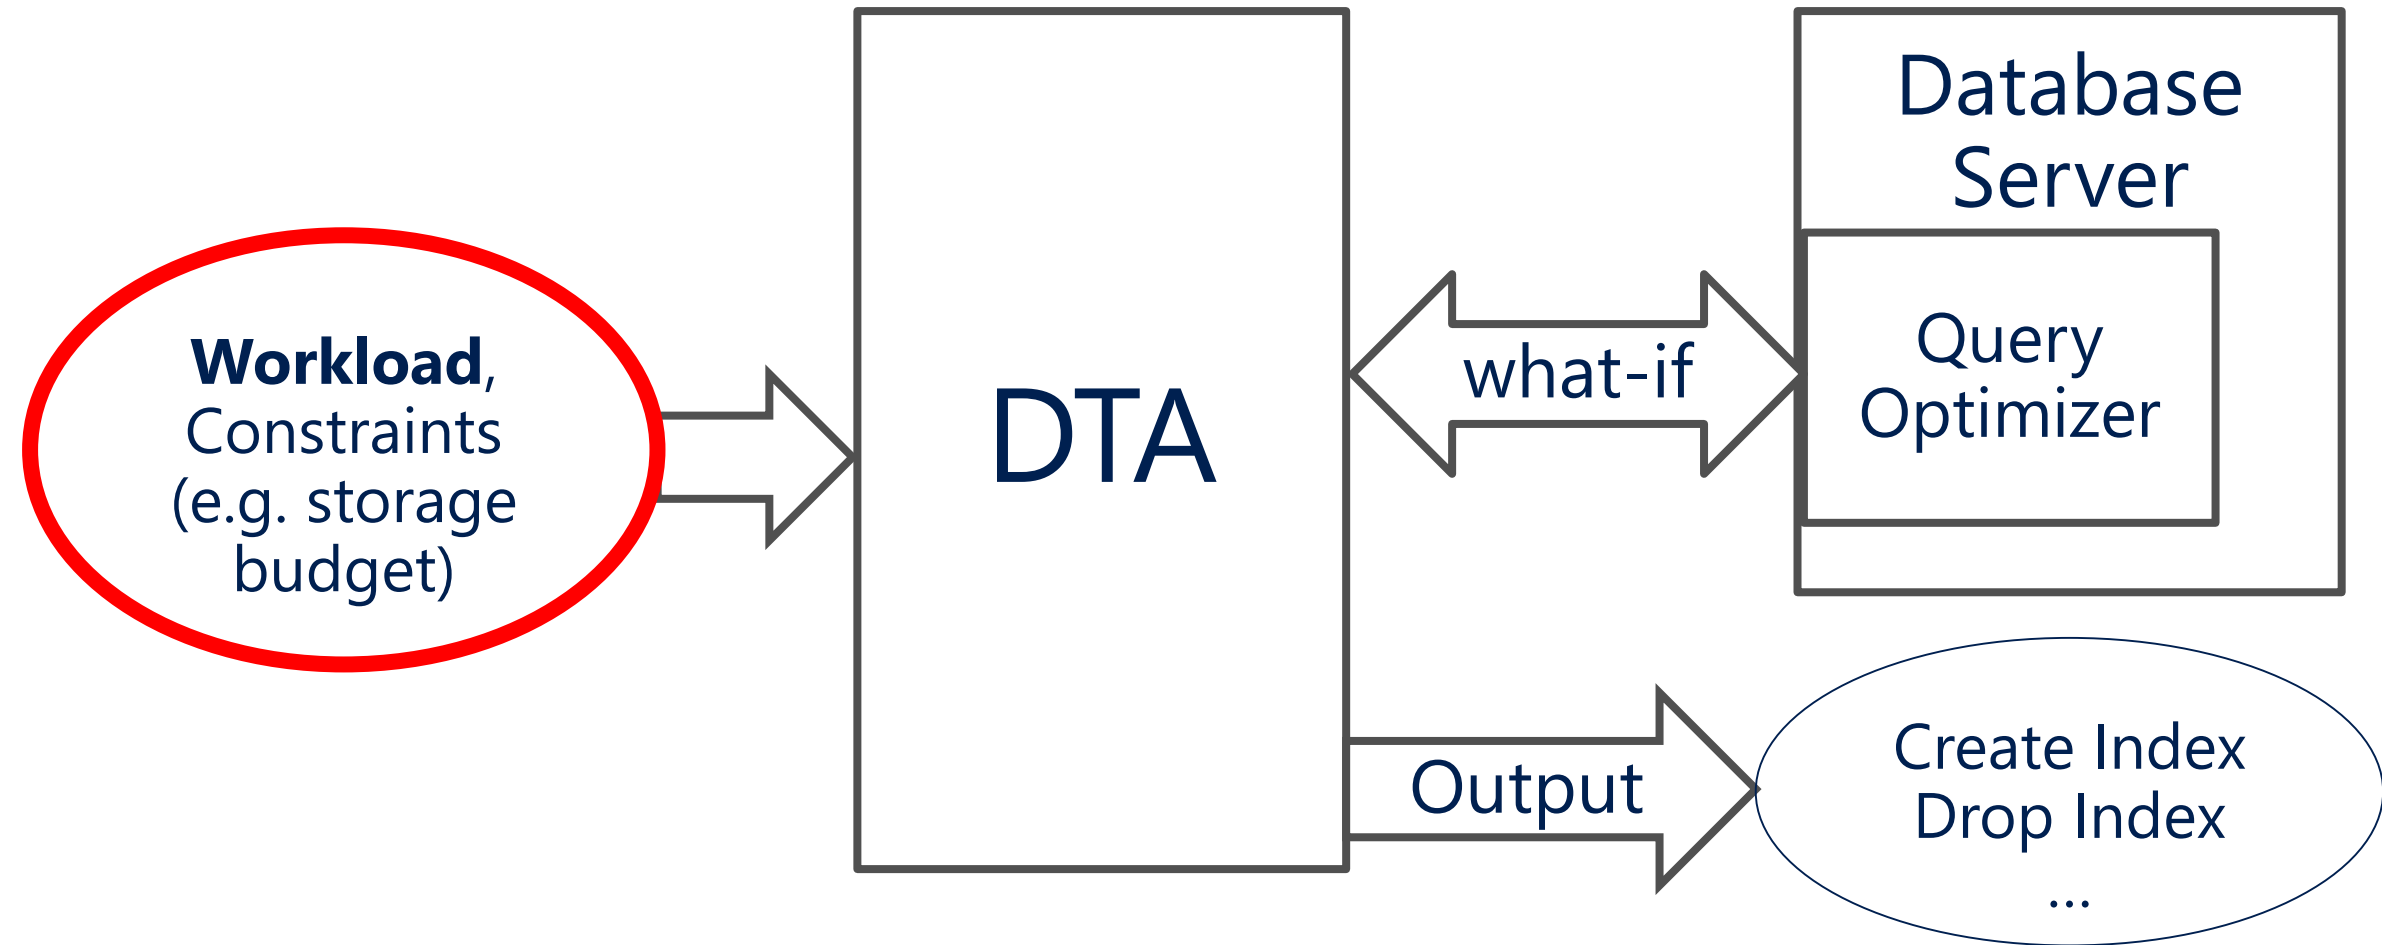 Workload,
Constraints
(e.g. storage
budget)
DTA
what-if
Database
Server
Query
Optimizer
Output
Create Index
Drop Index
...